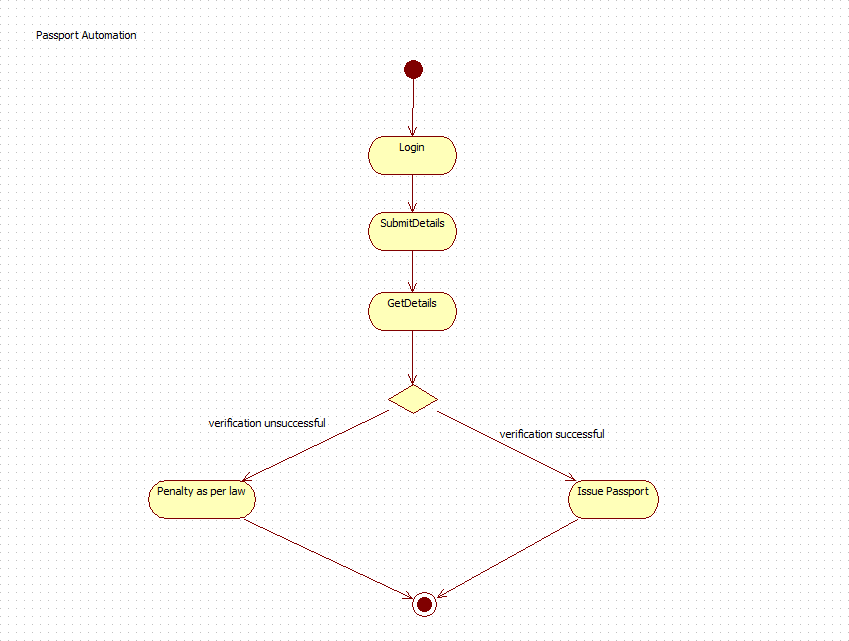 Passport Automation
Login
SubmitDetails
GetDetails
verification unsuccessful
verification successful
Penalty as per law
Issue Passport